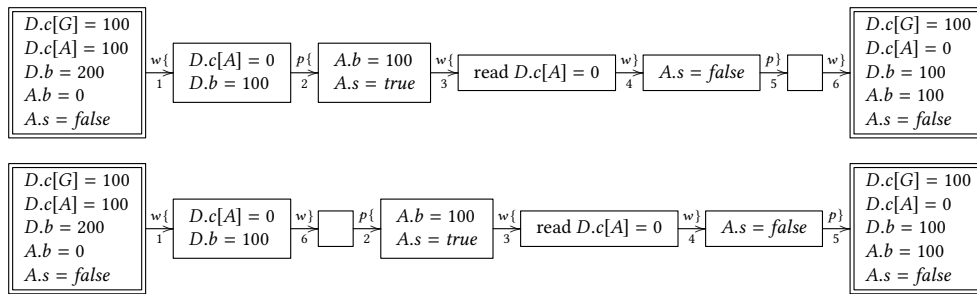 D.c[G] = 100
D.c[A] = 100
D.b = 200
A.b = 0
A.s = false
w{
1
D.c[A] = 0
D.b = 100
p{
2
A.b = 100
A.s = true
w{
3
read D.c[A] = 0
w}
4
A.s = false
p}
5
w}
6
D.c[G] = 100
D.c[A] = 0
D.b = 100
A.b = 100
A.s = false
D.c[G] = 100
D.c[A] = 100
D.b = 200
A.b = 0
A.s = false
w{
1
D.c[A] = 0
D.b = 100
w}
6
p{
2
A.b = 100
A.s = true
w{
3
read D.c[A] = 0
w}
4
A.s = false
p}
5
D.c[G] = 100
D.c[A] = 0
D.b = 100
A.b = 100
A.s = false